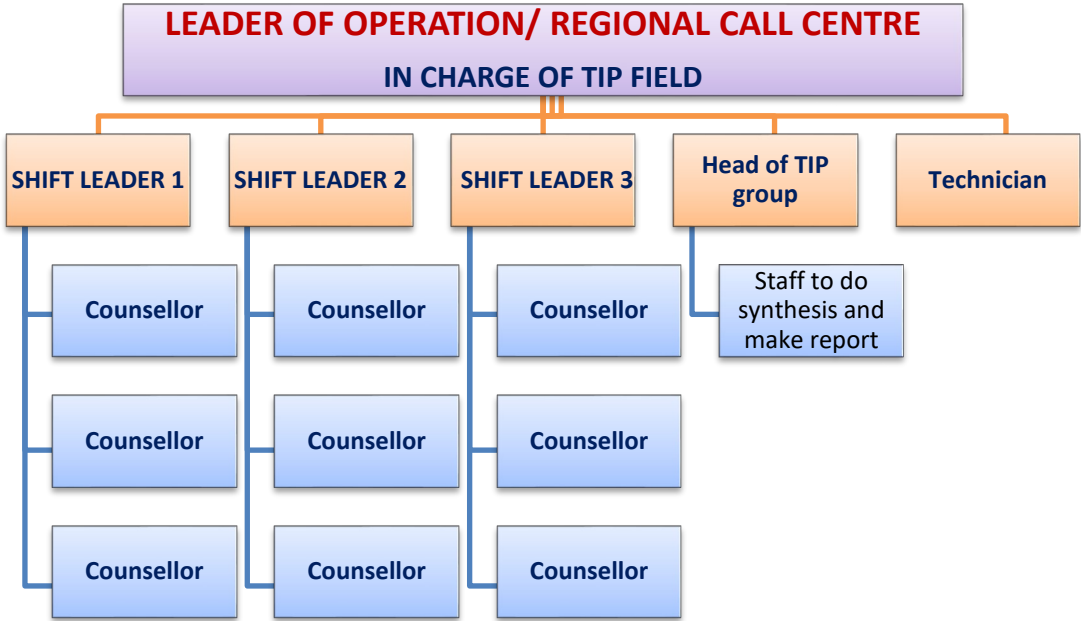 LEADER OF OPERATION/ REGIONAL CALL CENTRE
IN CHARGE OF TIP FIELD
SHIFT LEADER 1
SHIFT LEADER 2
SHIFT LEADER 3
Head of TIP
group
Technician
Counsellor
Counsellor
Counsellor
Staff to do
synthesis and
make report
Counsellor
Counsellor
Counsellor
Counsellor
Counsellor
Counsellor